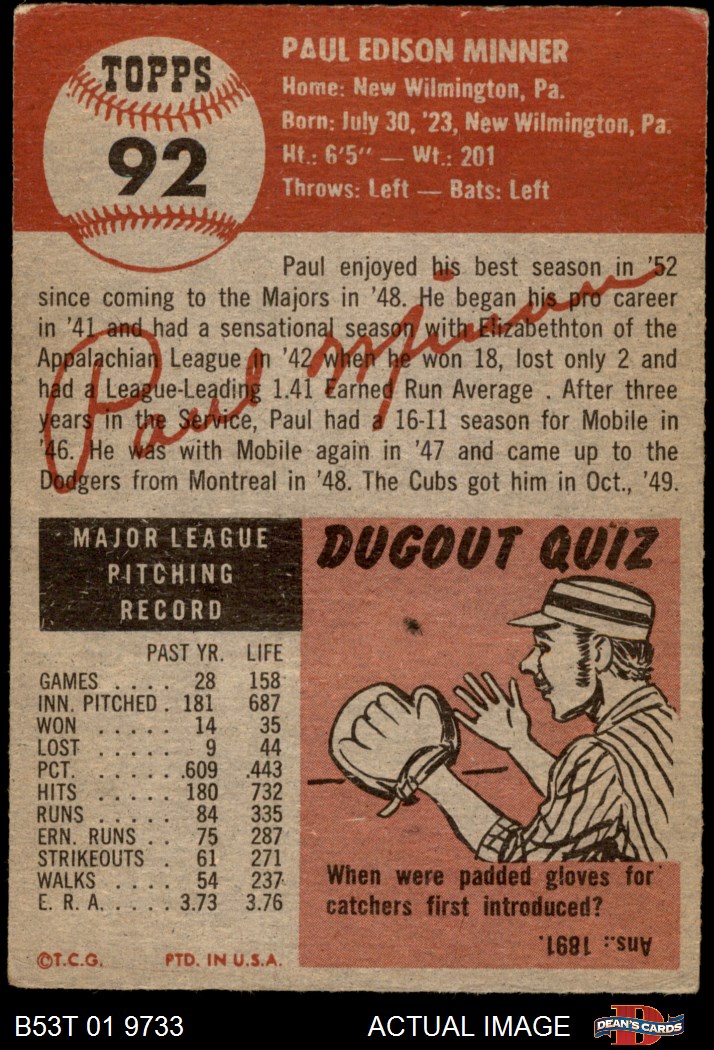 TOPPS
92
PAUL EDISON MINNER
Home: New Wilmington, Pa.
Born: July 30, '23, New Wilmington, Pa.
Ht.: 6'5" — Wt.: 201
Throws: Left — Bats: Left
Paul enjoyed his best season in '52
since coming to the Majors in '48. He began his pro career
in '41 and had a sensational season with Elizabethton of the
Appalachian League in '42 when he won 18, lost only 2 and
had a League-Leading 1.41 Earned Run Average . After three
years in the Service, Paul had a 16-11 season for Mobile in
'46. He was with Mobile again in '47 and came up to the
Dodgers from Montreal in '48. The Cubs got him in Oct., '49.
Paul Minner
MAJOR LEAGUE
PITCHING
RECORD
PAST YR. LIFE
GAMES .... 28 158
INN. PITCHED . 181 687
WON ..... 14 35
LOST ..... 9 44
PCT. ..... .609 .443
HITS ..... 180 732
RUNS ..... 84 335
ERN. RUNS .. 75 287
STRIKEOUTS . 61 271
WALKS .... 54 237
E. R. A. .... 3.73 3.76
©T.C.G. PTD. IN U.S.A.
DUGOUT QUIZ
When were padded gloves for
catchers first introduced?
Ans.: 1891.
B53T 01 9733 ACTUAL IMAGE
D
DEAN'S CARDS